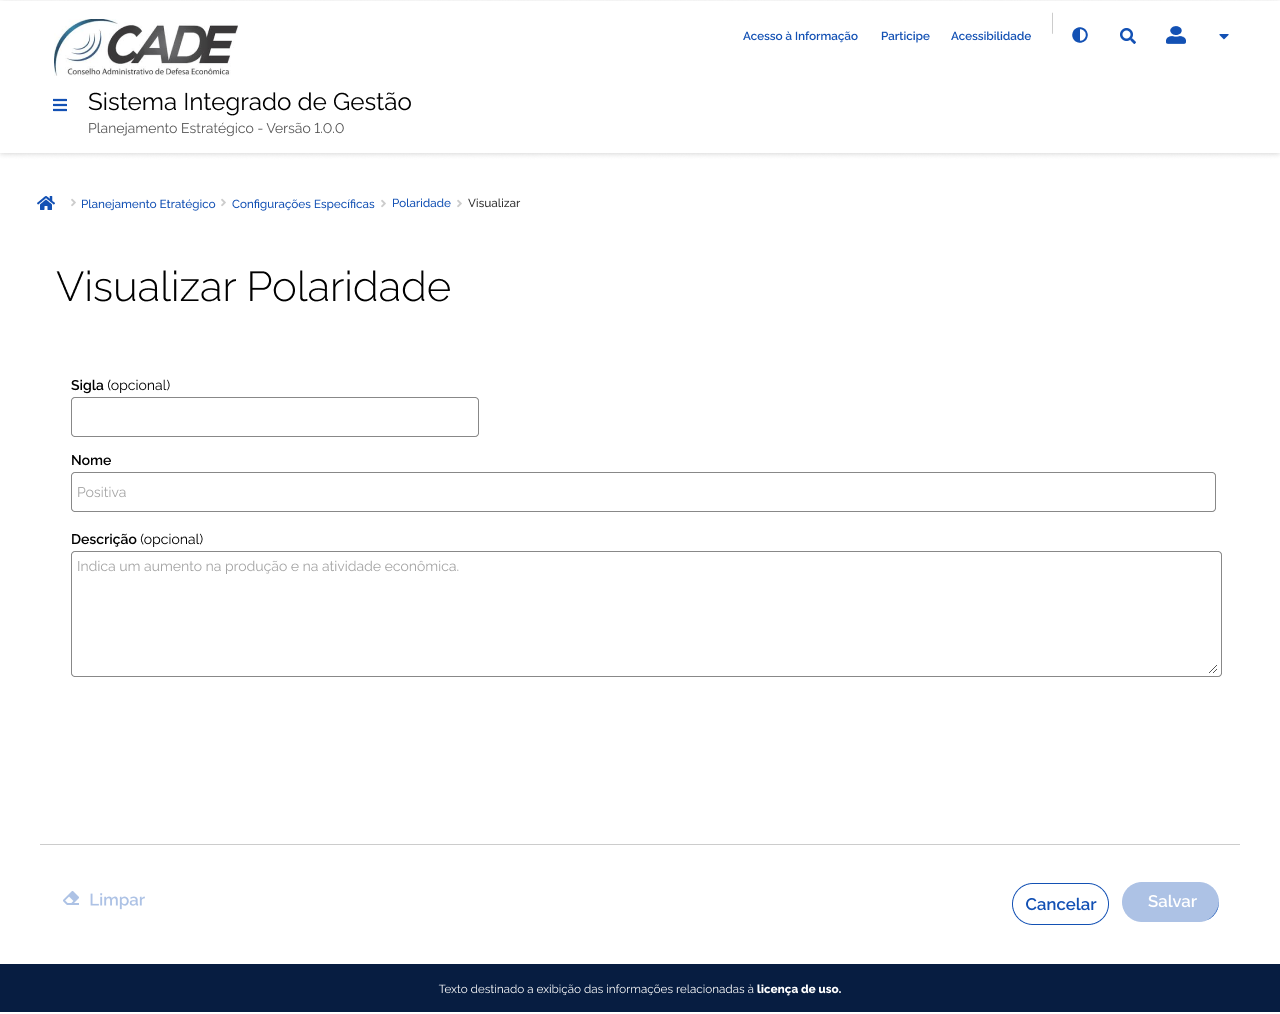 CADE
Conselho Administrativo de Defesa Econômica
Acesso à Informação Participe Acessibilidade
Sistema Integrado de Gestão
Planejamento Estratégico - Versão 1.0.0
Planejamento Etratégico Configurações Específicas Polaridade Visualizar
Visualizar Polaridade
Sigla (opcional)
Nome
Positiva
Descrição (opcional)
Indica um aumento na produção e na atividade econômica.
Limpar Cancelar Salvar
Texto destinado a exibição das informações relacionadas à licença de uso.